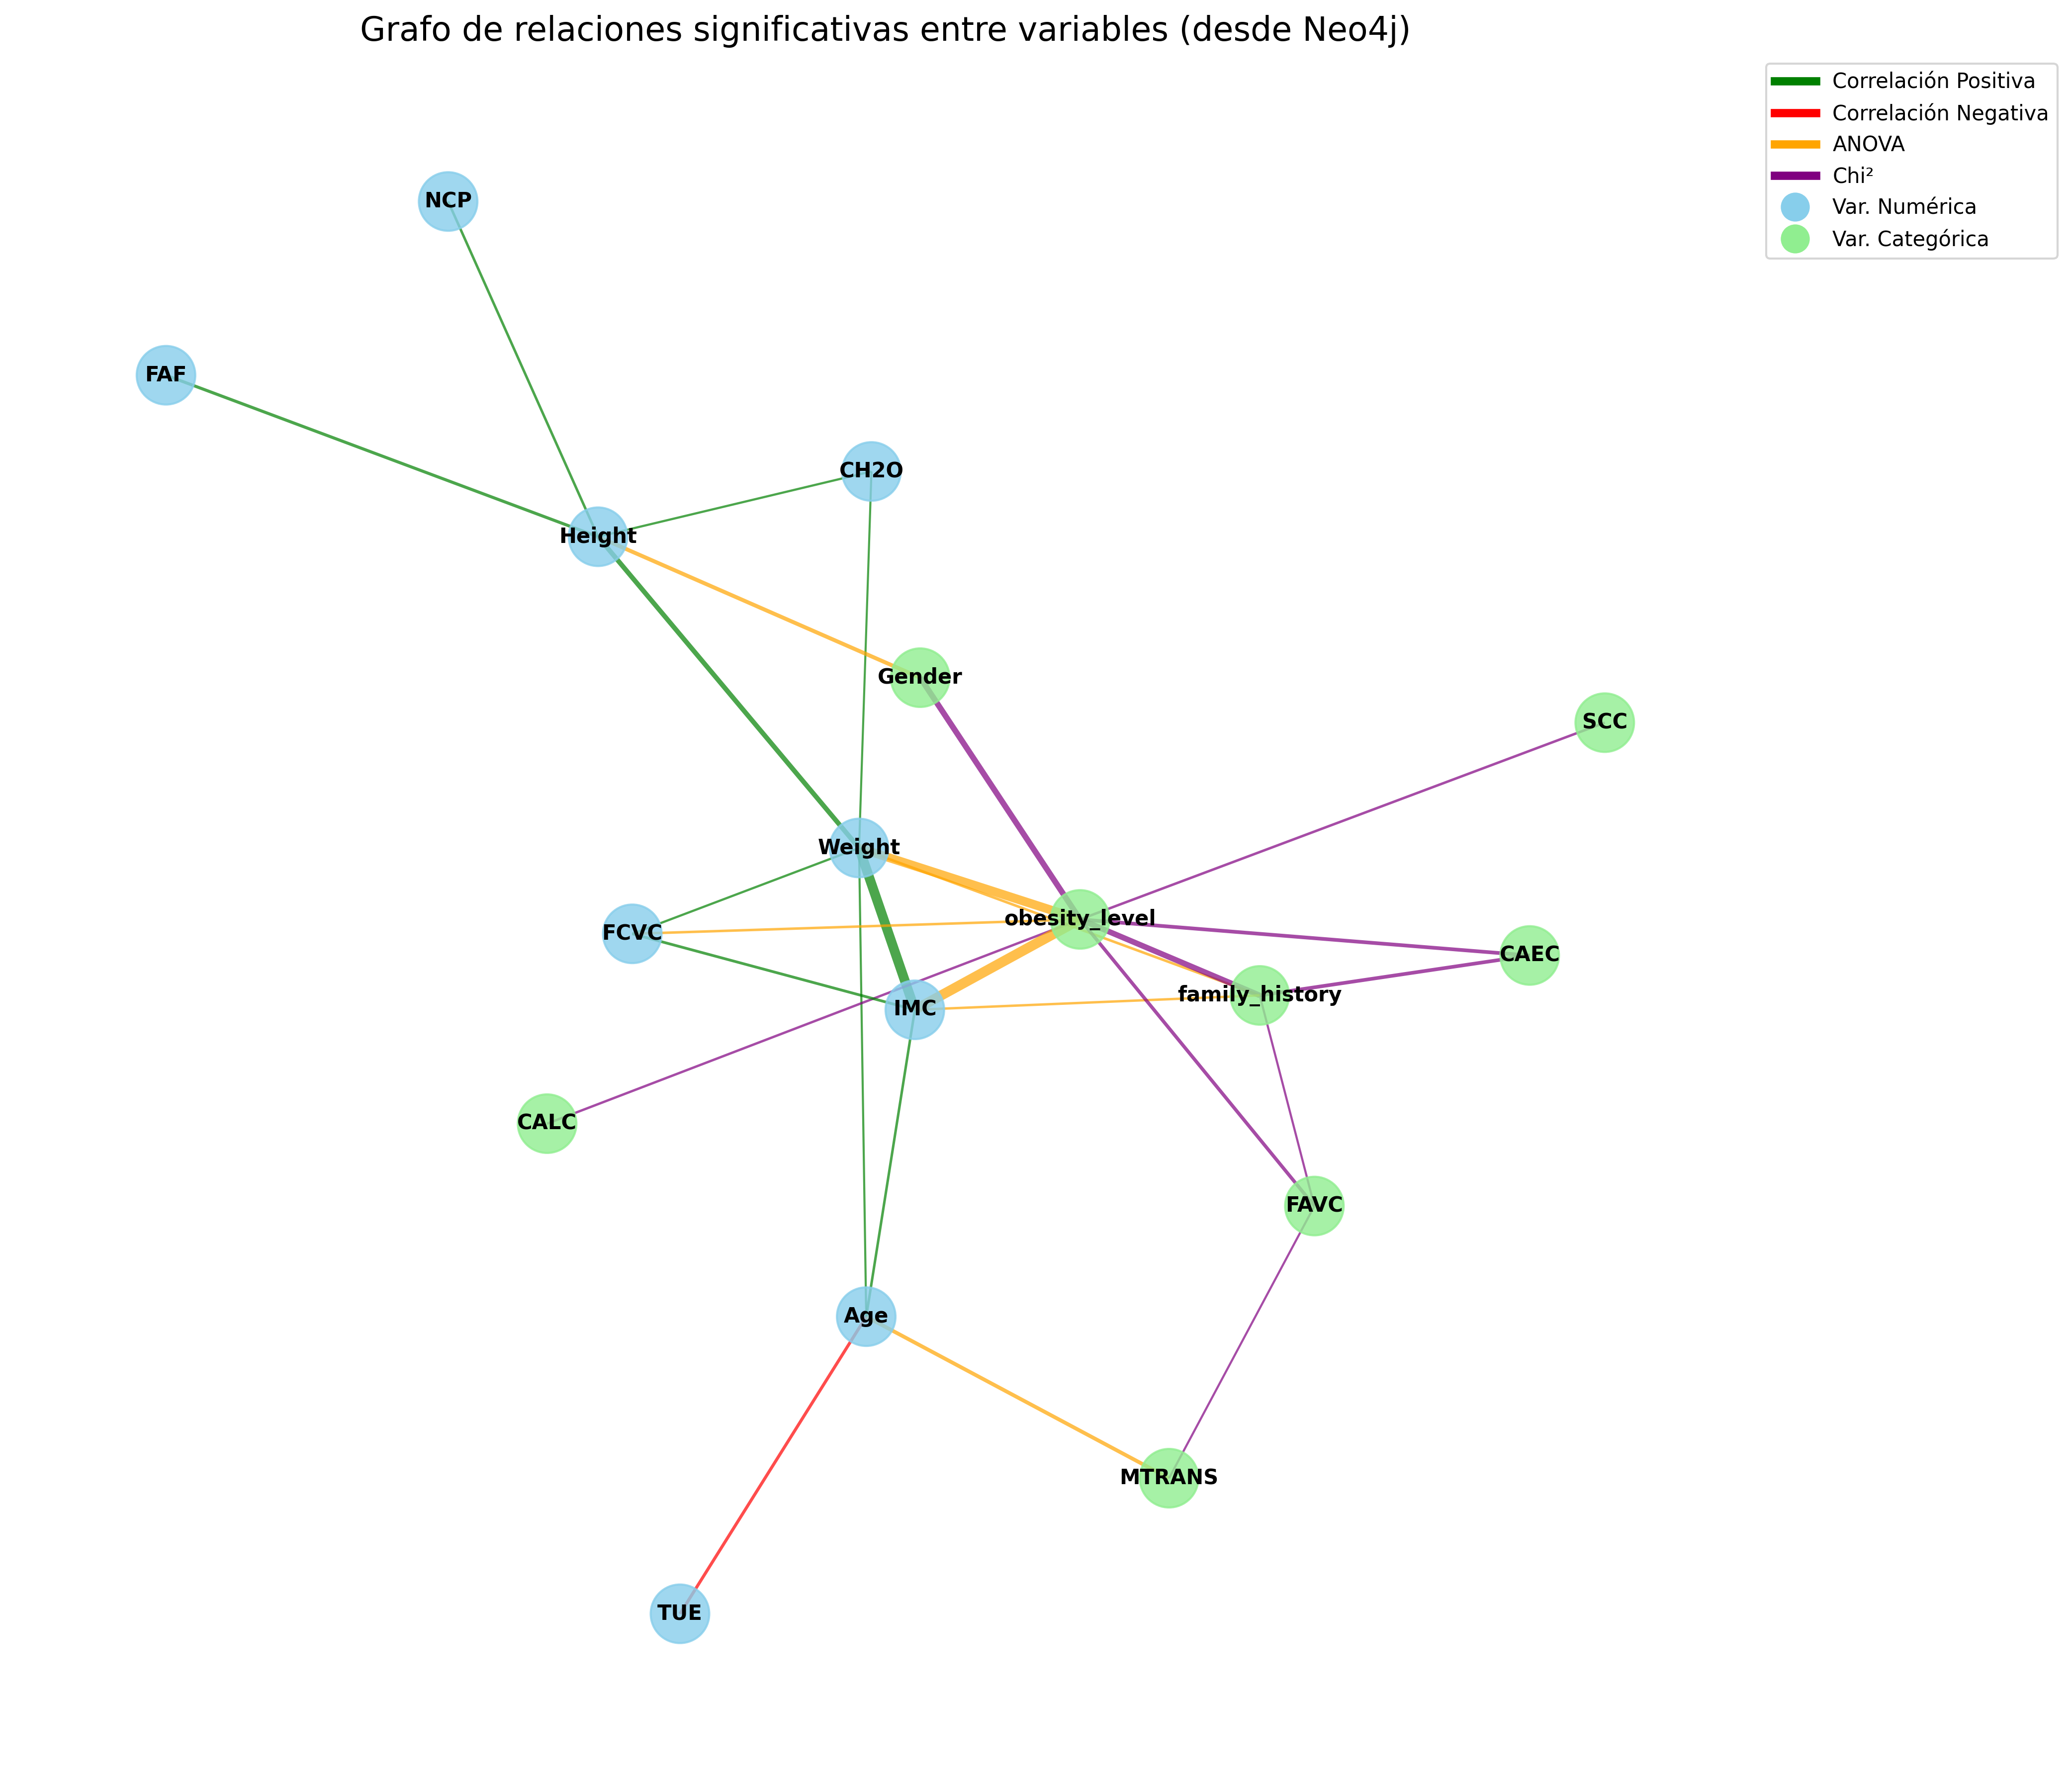 Grafo de relaciones significativas entre variables (desde Neo4j)
Correlación Positiva
Correlación Negativa
ANOVA
Chi²
Var. Numérica
Var. Categórica
NCP
FAF
CH2O
Height
Gender
SCC
Weight
obesity_level
FCVC
CAEC
family_history
IMC
CALC
FAVC
Age
MTRANS
TUE